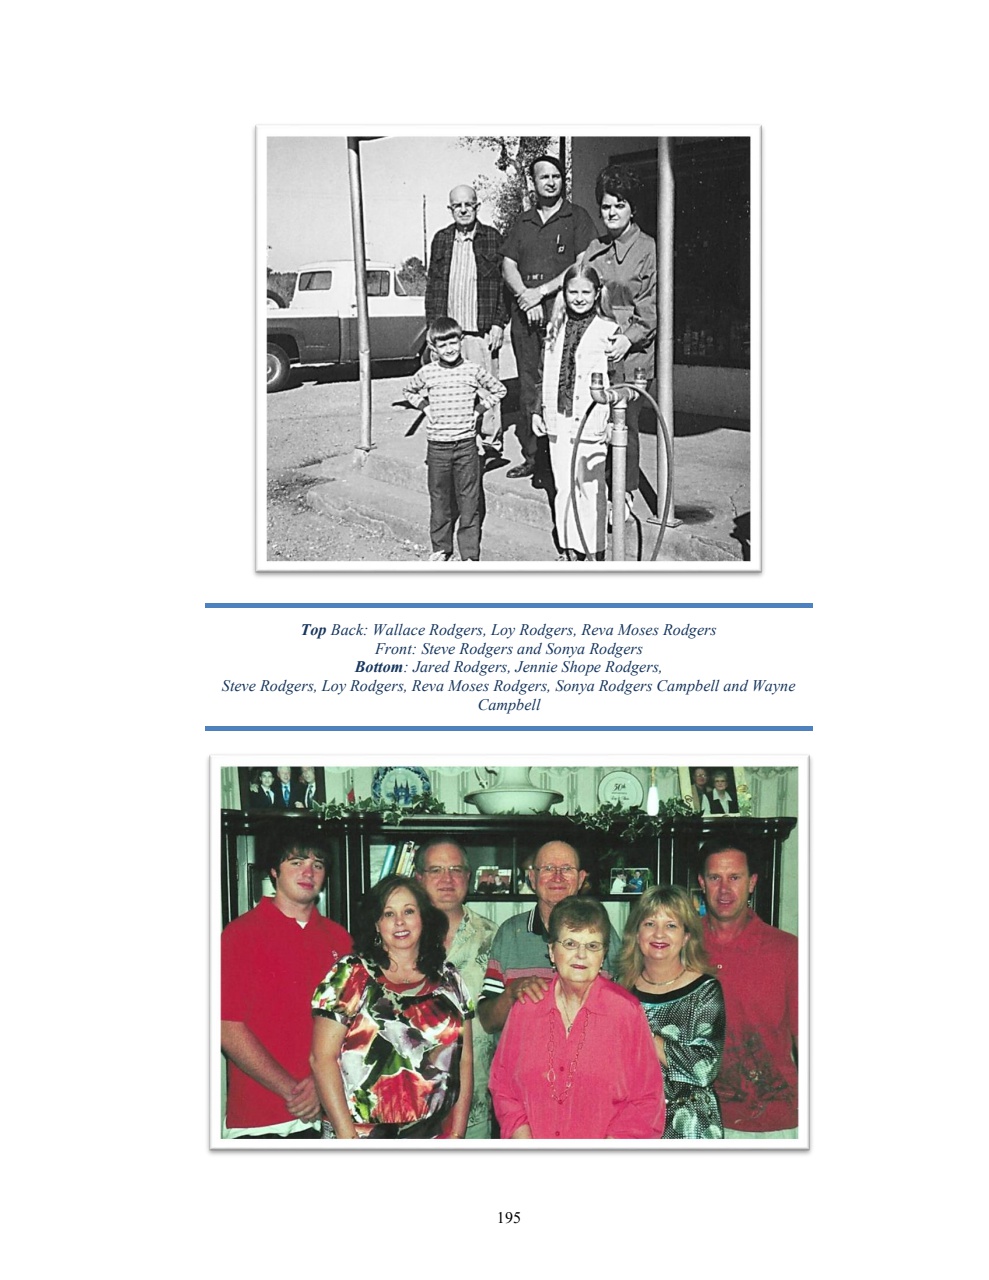 Top Back: Wallace Rodgers, Loy Rodgers, Reva Moses Rodgers
Front: Steve Rodgers and Sonya Rodgers
Bottom: Jared Rodgers, Jennie Shope Rodgers,
Steve Rodgers, Loy Rodgers, Reva Moses Rodgers, Sonya Rodgers Campbell and Wayne
Campbell
50th
195